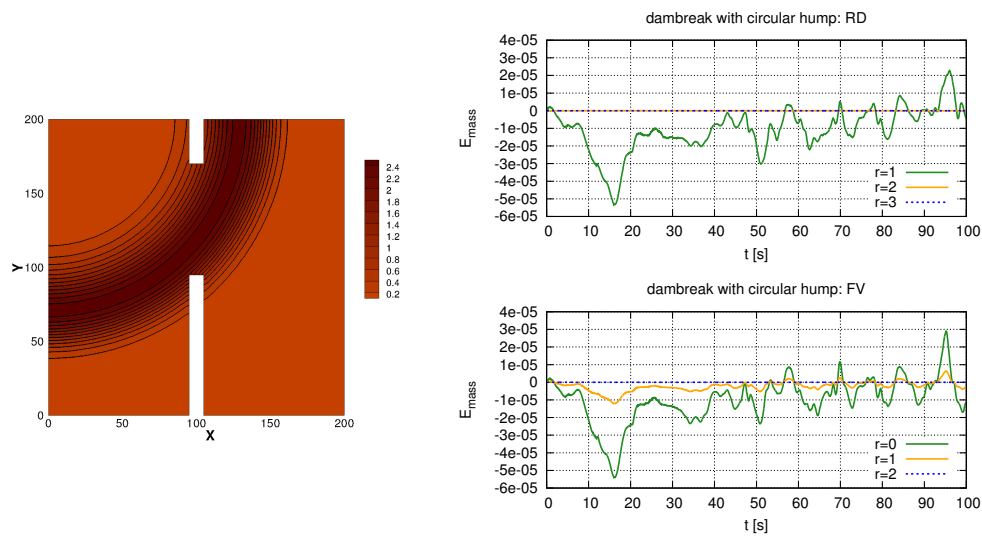 200
150
Y 100
50
0
0 50 100 150 200
X
2.4
2.2
2
1.8
1.6
1.4
1.2
1
0.8
0.6
0.4
0.2
dambreak with circular hump: RD
4e-05
3e-05
2e-05
1e-05
0
-1e-05
-2e-05
-3e-05
-4e-05
-5e-05
-6e-05
E_mass
r=1
r=2
r=3
0 10 20 30 40 50 60 70 80 90 100
t [s]
dambreak with circular hump: FV
4e-05
3e-05
2e-05
1e-05
0
-1e-05
-2e-05
-3e-05
-4e-05
-5e-05
-6e-05
E_mass
r=0
r=1
r=2
0 10 20 30 40 50 60 70 80 90 100
t [s]